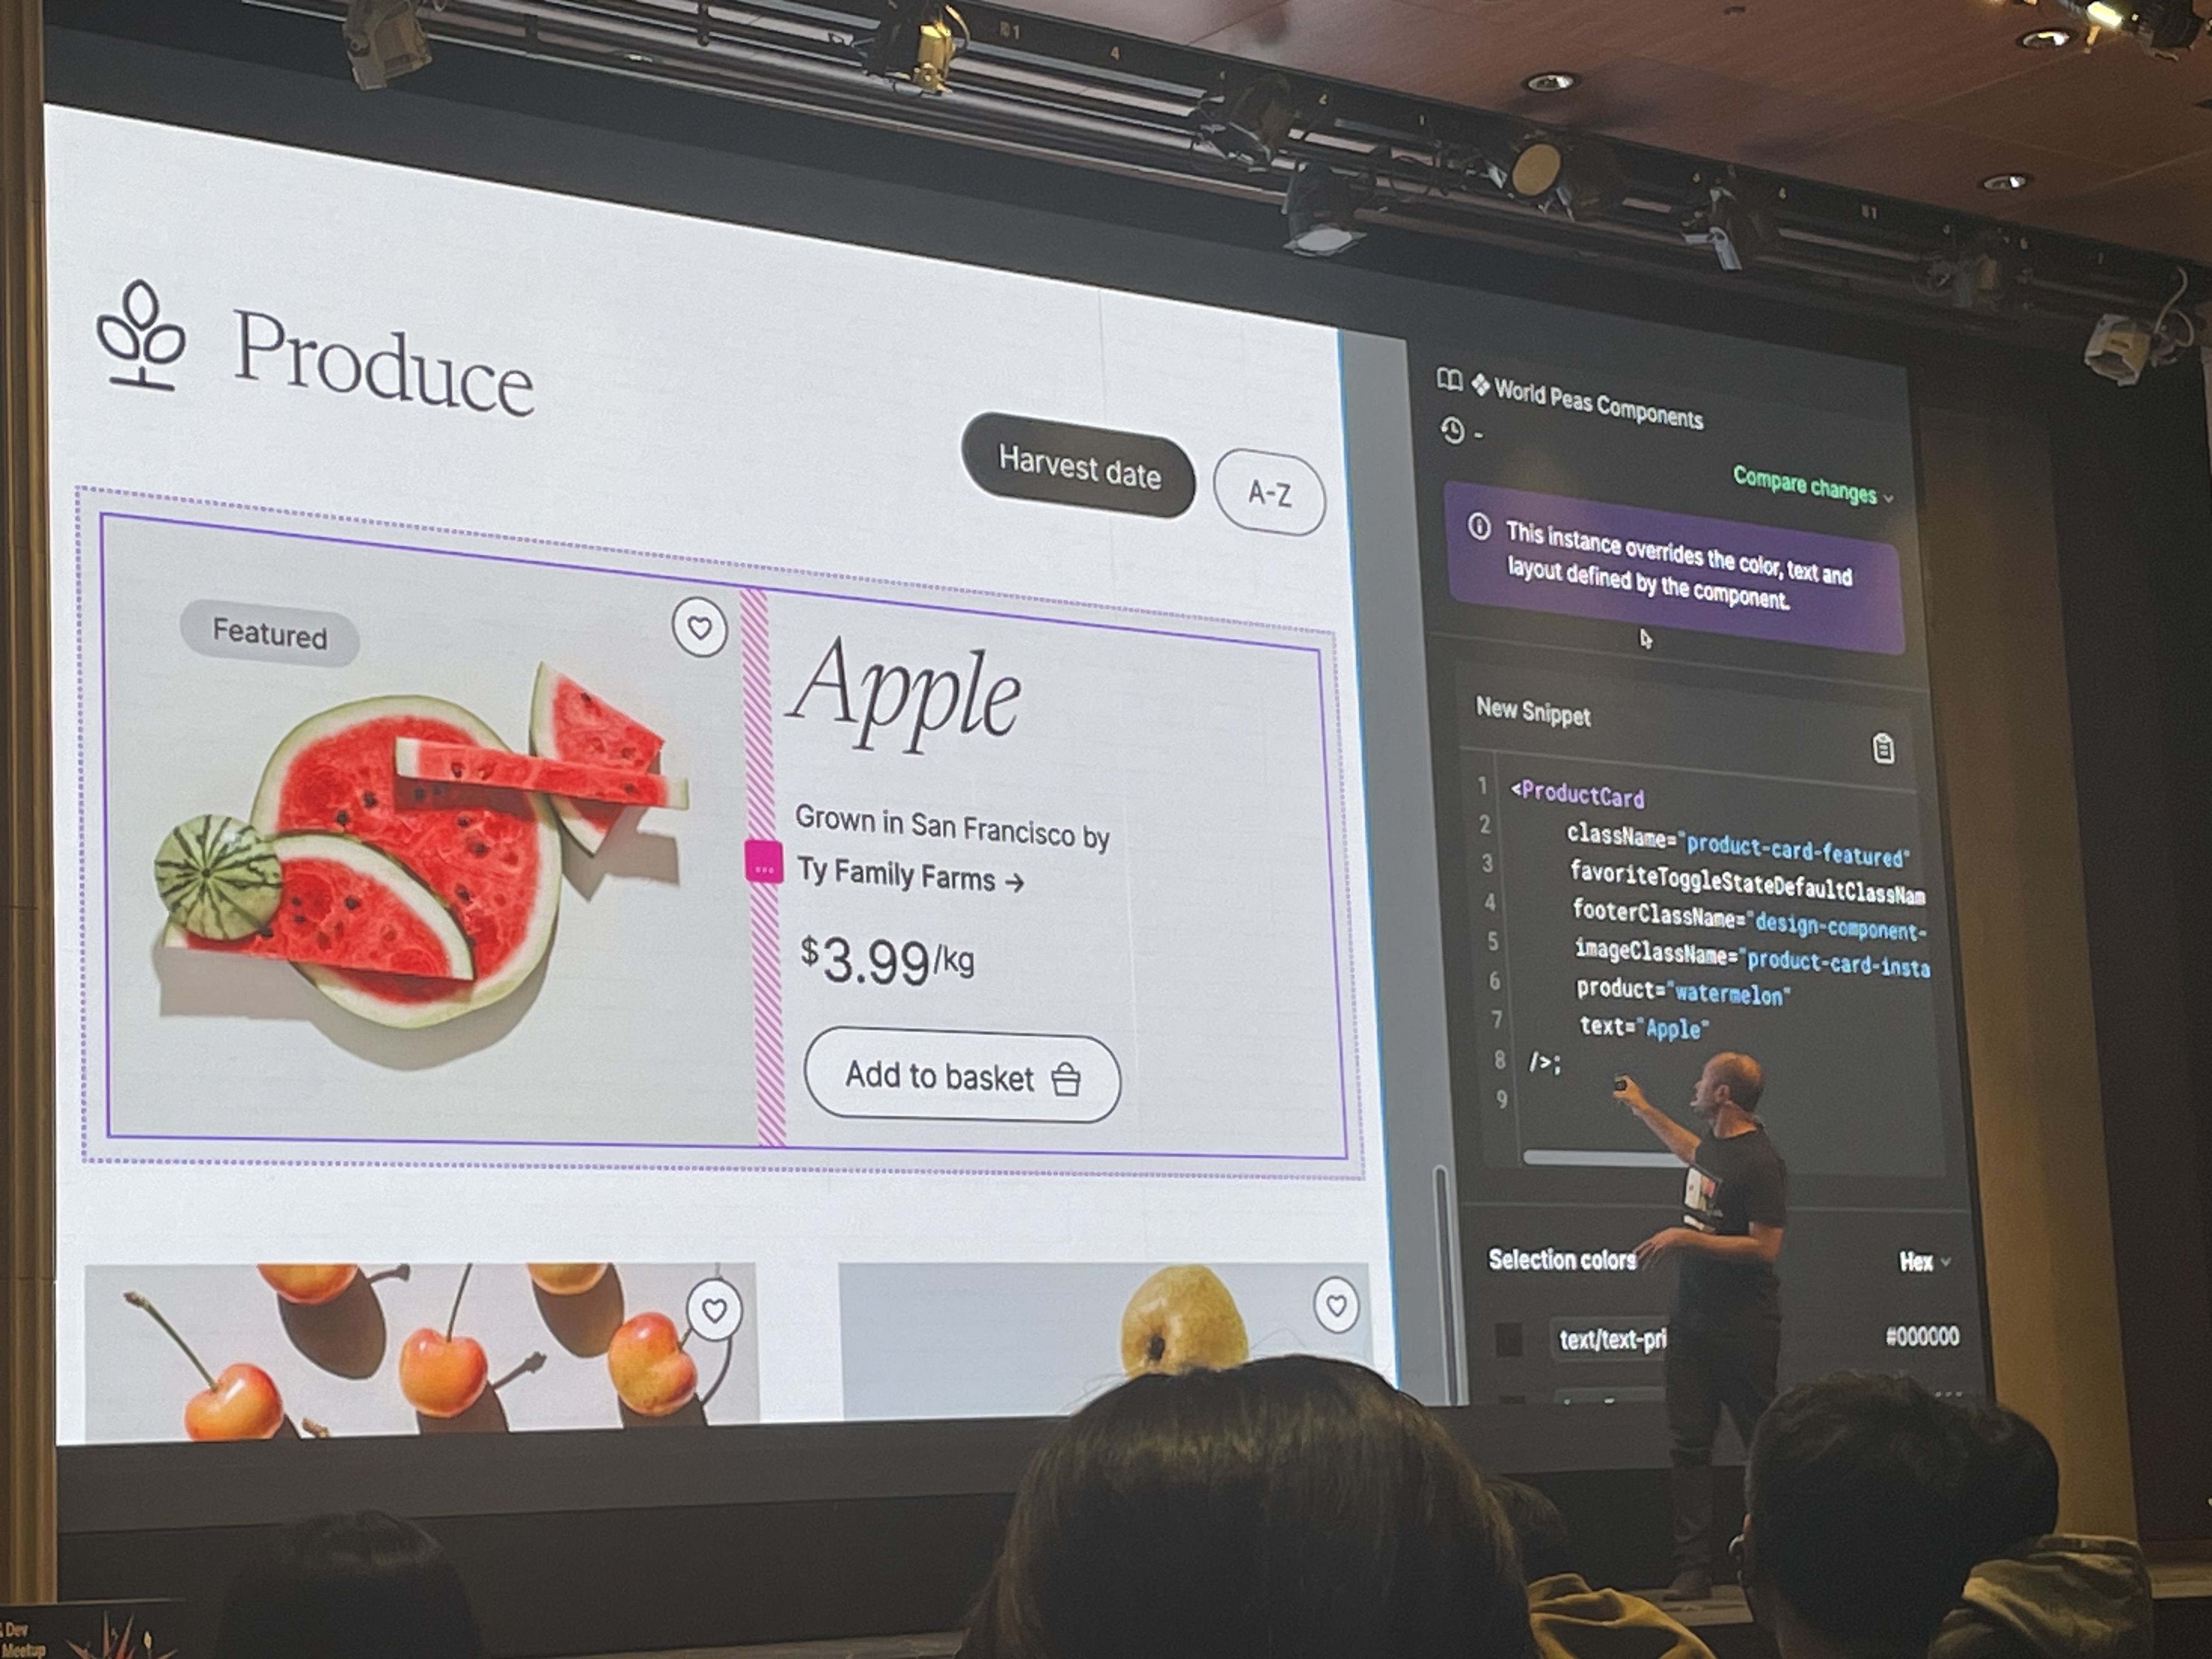 Produce
Harvest date
A-Z
Featured
Apple
Grown in San Francisco by
Ty Family Farms →
$3.99/kg
Add to basket
World Peas Components
-
Compare changes
This instance overrides the color, text and
layout defined by the component.
New Snippet
1 <ProductCard
2 className="product-card-featured"
3 favoriteToggleStateDefaultClassNam
4 footerClassName="design-component-
5 imageClassName="product-card-insta
6 product="watermelon"
7 text="Apple"
8 />;
9
Selection colors
Hex
text/text-pri
#000000
Dev
Meetup